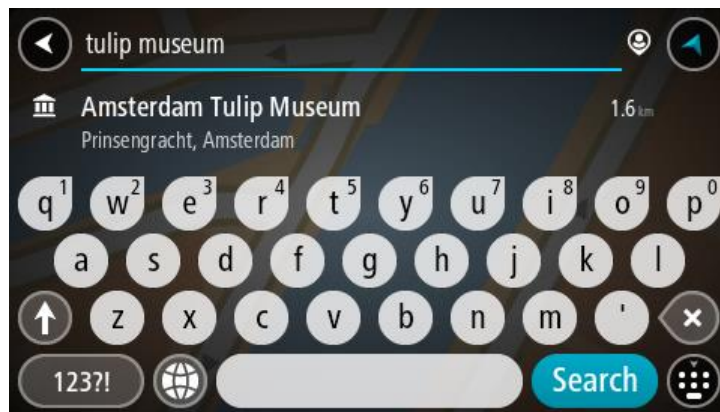 tulip museum
Amsterdam Tulip Museum 1.6 km
Prinsengracht, Amsterdam
q1 w2 e3 r4 t5 y6 u7 i8 o9 p0
a s d f g h j k l
z x c v b n m '
123?! Search